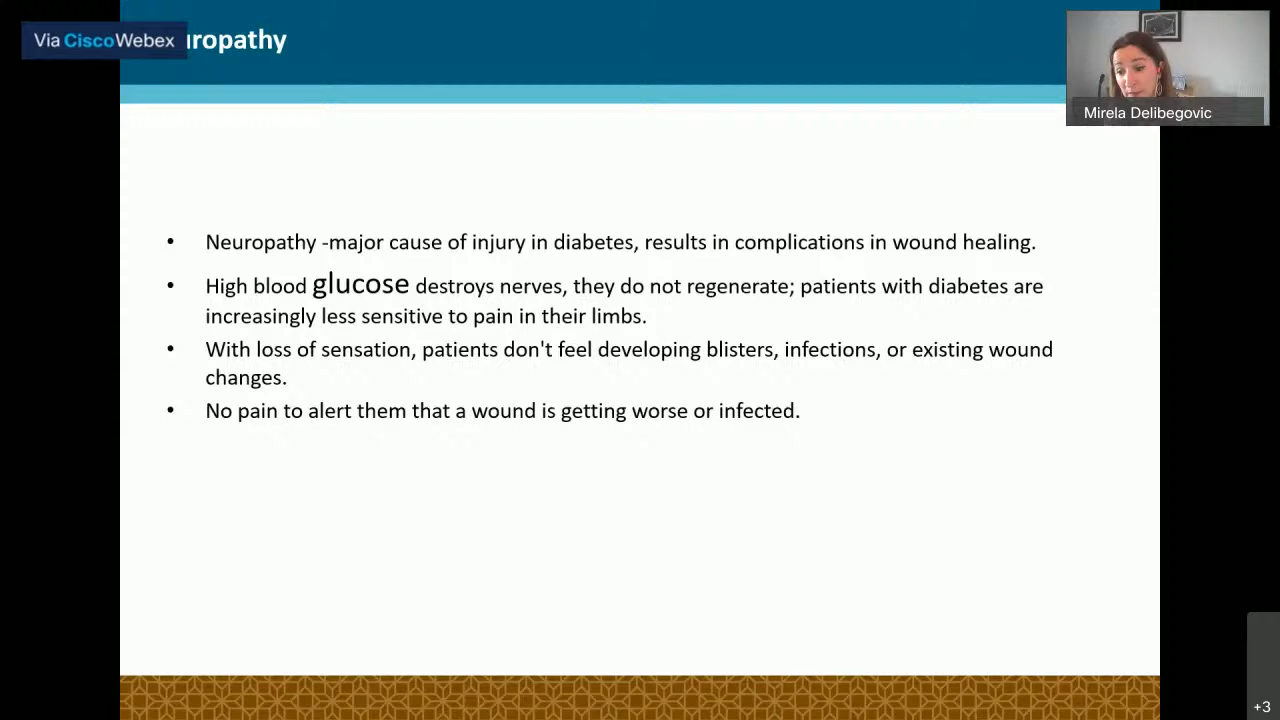 Via CiscoWebex
uropathy
Mirela Delibegovic
• Neuropathy -major cause of injury in diabetes, results in complications in wound healing.
• High blood glucose destroys nerves, they do not regenerate; patients with diabetes are
increasingly less sensitive to pain in their limbs.
• With loss of sensation, patients don't feel developing blisters, infections, or existing wound
changes.
• No pain to alert them that a wound is getting worse or infected.
+3